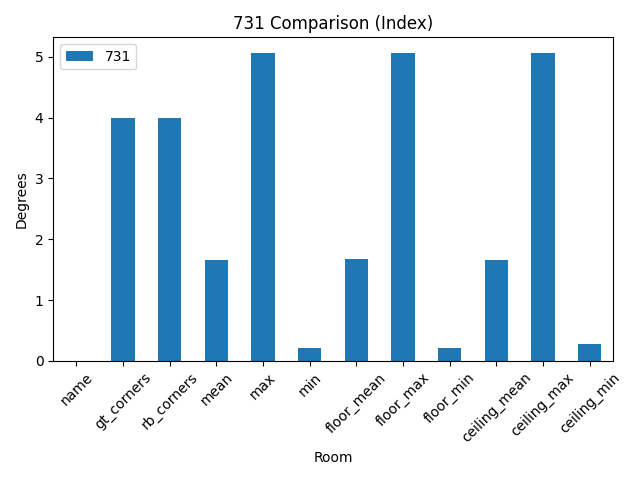 731 Comparison (Index)
731
5
4
3
2
1
0
Degrees
name
gt_corners
rb_corners
mean
max
min
floor_mean
floor_max
floor_min
ceiling_mean
ceiling_max
ceiling_min
Room